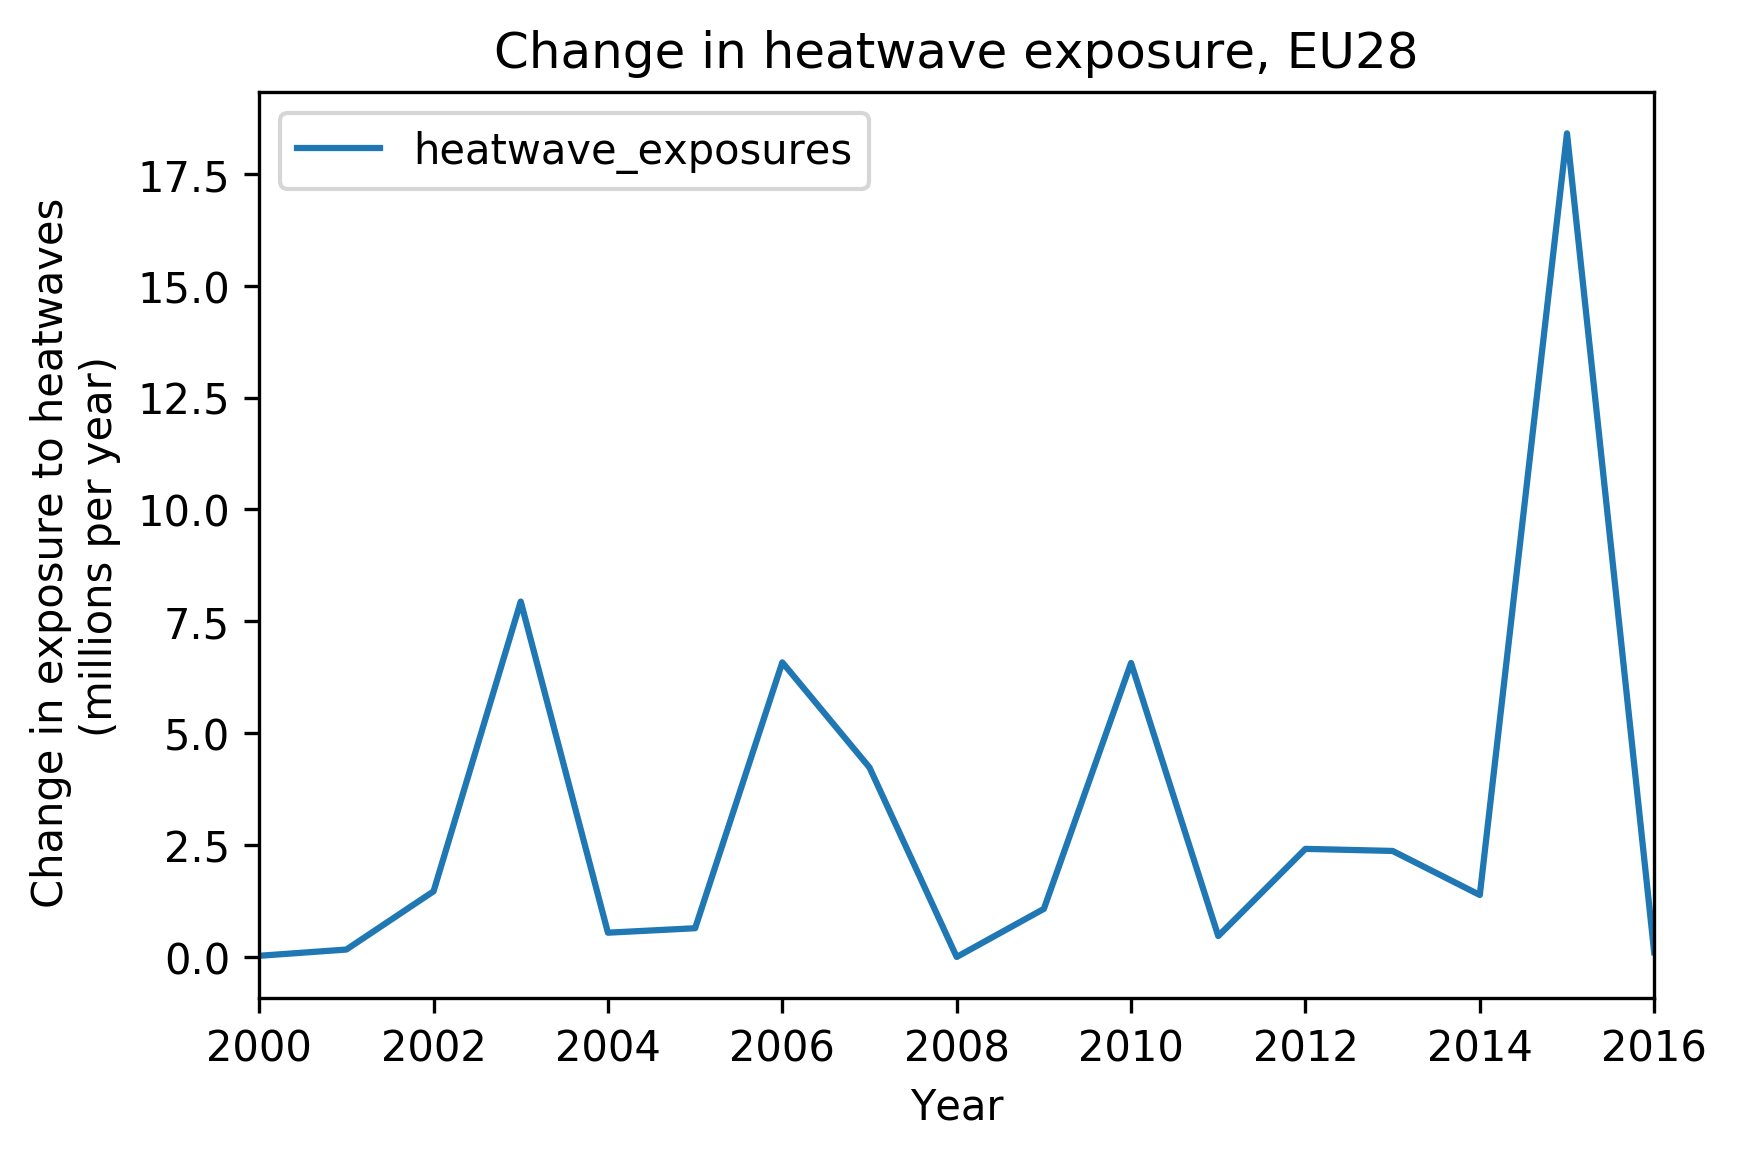 Change in heatwave exposure, EU28
heatwave_exposures
Change in exposure to heatwaves
(millions per year)
17.5
15.0
12.5
10.0
7.5
5.0
2.5
0.0
2000 2002 2004 2006 2008 2010 2012 2014 2016
Year